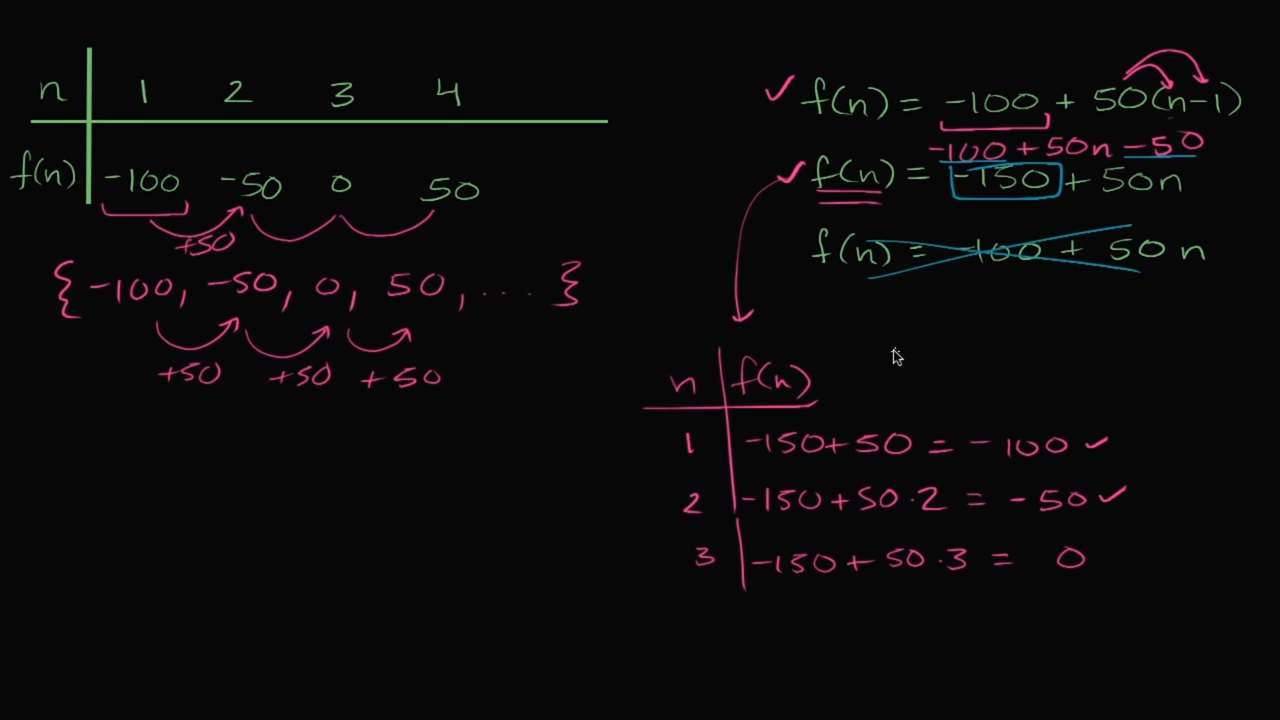 n 1 2 3 4
f(n) -100 -50 0 50
+50
{-100, -50, 0, 50, ... }
+50 +50 +50
f(n) = -100 + 50(n-1)
-100 + 50n - 50
f(n) = -150 + 50n
f(n) = -100 + 50n
n f(n)
1 -150+50 = -100 ✓
2 -150+50·2 = -50 ✓
3 -150+50·3 = 0